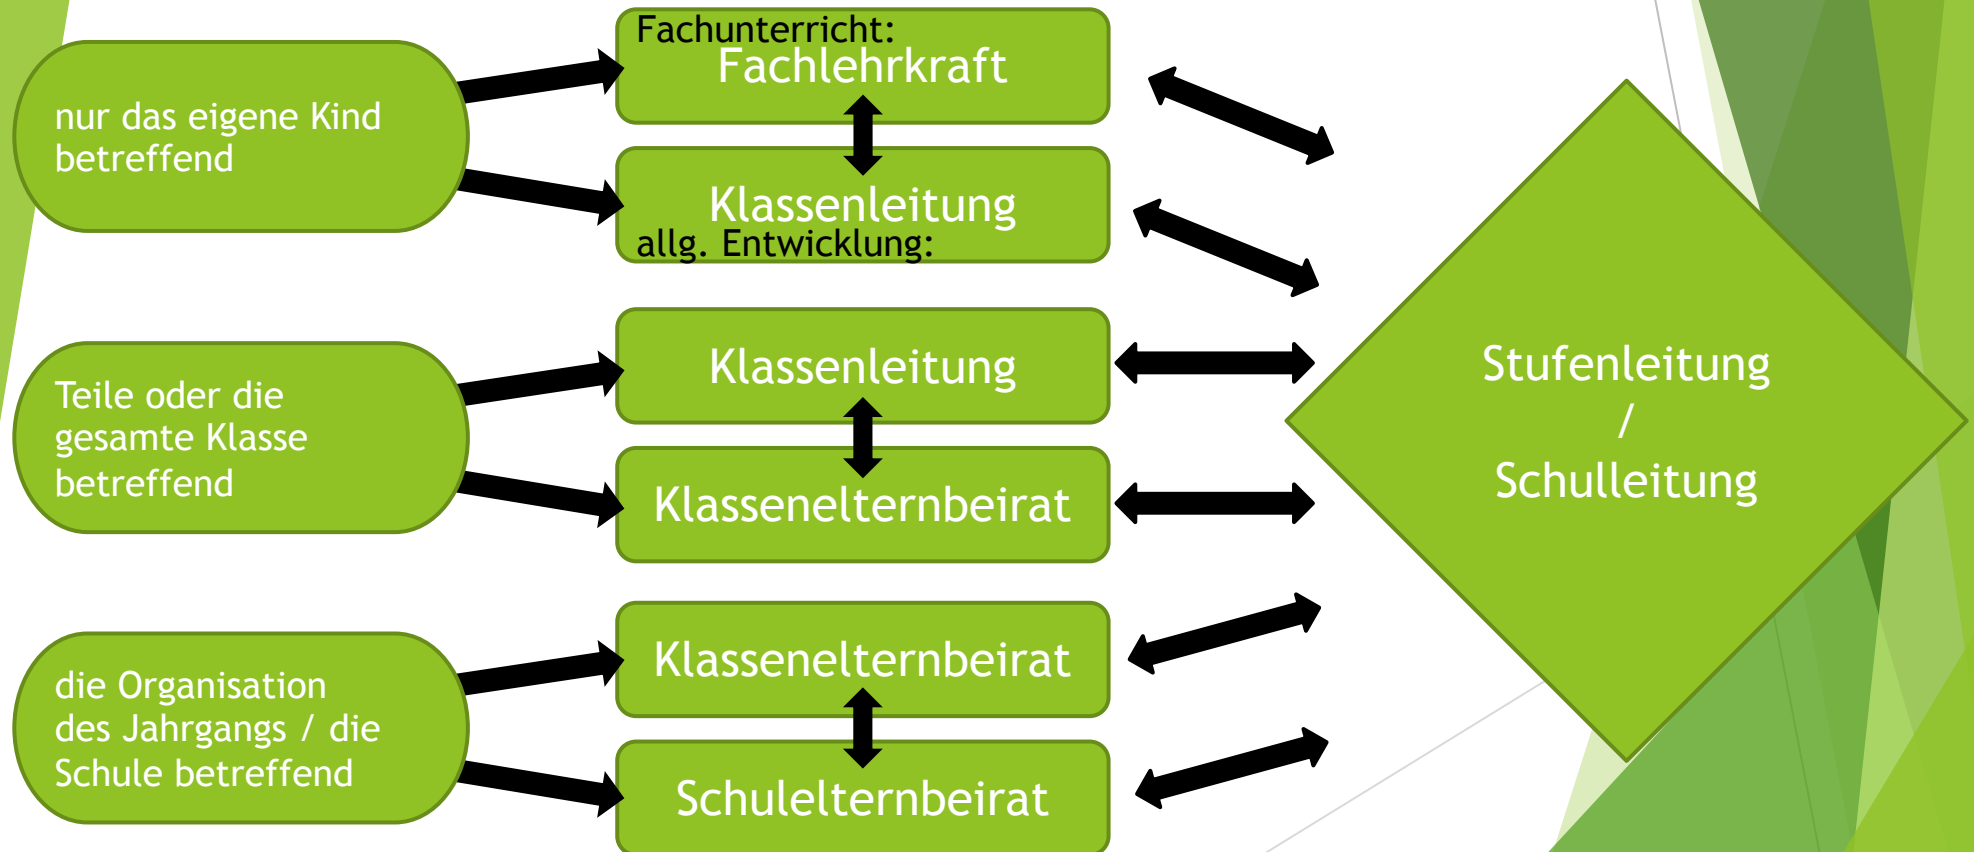 nur das eigene Kind
betreffend
Fachunterricht:
Fachlehrkraft
Klassenleitung
allg. Entwicklung:
Teile oder die
gesamte Klasse
betreffend
Klassenleitung
Klassenelternbeirat
die Organisation
des Jahrgangs / die
Schule betreffend
Klassenelternbeirat
Schulelternbeirat
Stufenleitung
/
Schulleitung